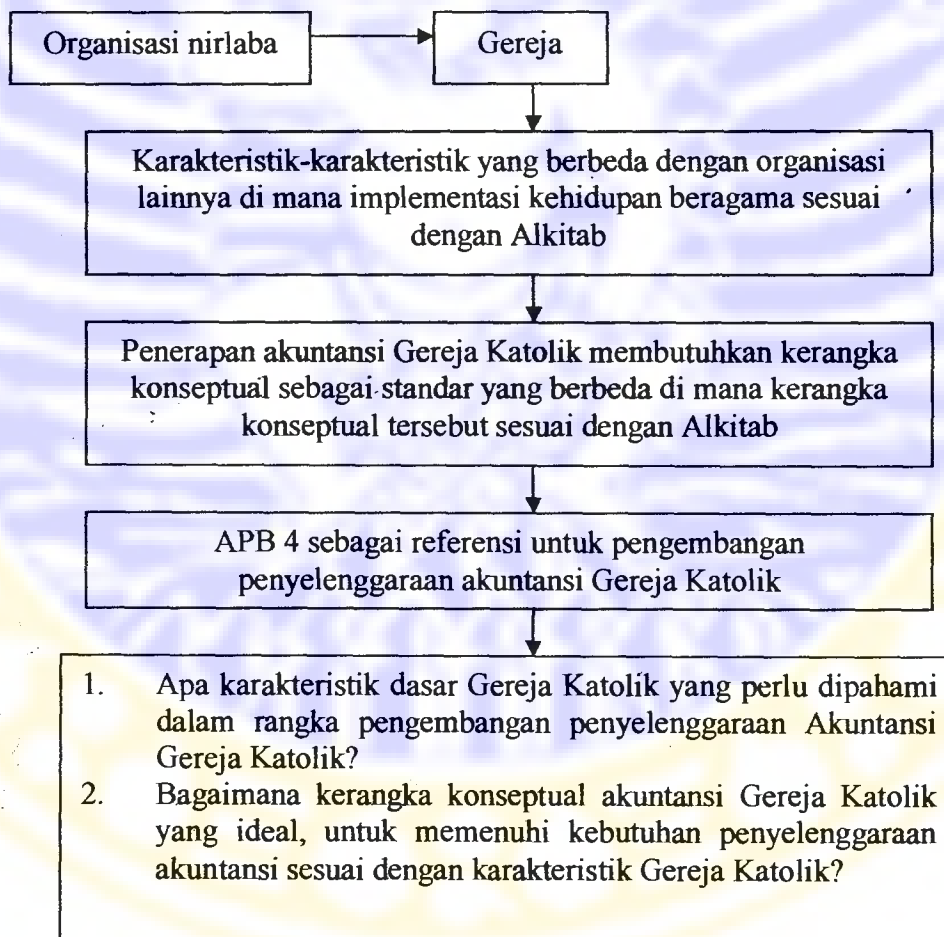 Organisasi nirlaba
Gereja
Karakteristik-karakteristik yang berbeda dengan organisasi
lainnya di mana implementasi kehidupan beragama sesuai
dengan Alkitab
Penerapan akuntansi Gereja Katolik membutuhkan kerangka
konseptual sebagai standar yang berbeda di mana kerangka
konseptual tersebut sesuai dengan Alkitab
APB 4 sebagai referensi untuk pengembangan
penyelenggaraan akuntansi Gereja Katolik
1. Apa karakteristik dasar Gereja Katolik yang perlu dipahami
dalam rangka pengembangan penyelenggaraan Akuntansi
Gereja Katolik?
2. Bagaimana kerangka konseptual akuntansi Gereja Katolik
yang ideal, untuk memenuhi kebutuhan penyelenggaraan
akuntansi sesuai dengan karakteristik Gereja Katolik?